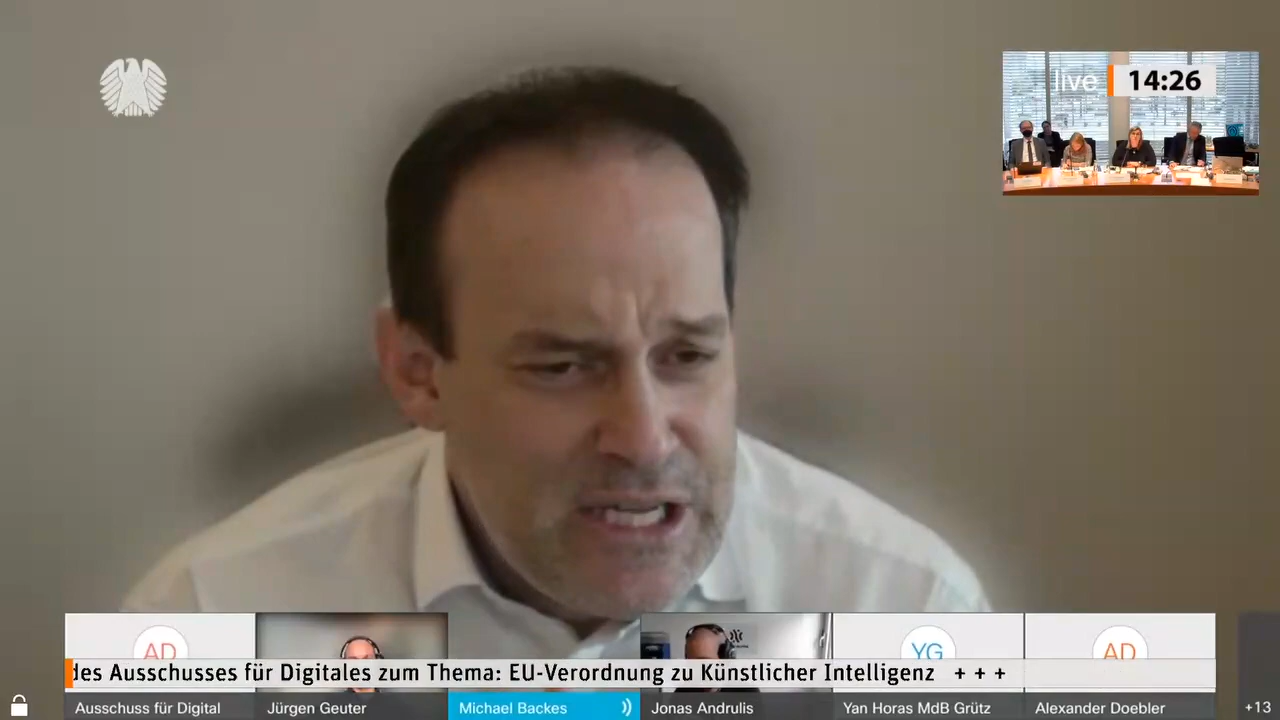 live 14:26
AD
YG
AD
des Ausschusses für Digitales zum Thema: EU-Verordnung zu Künstlicher Intelligenz + + +
Ausschuss für Digital
Jürgen Geuter
Michael Backes
Jonas Andrulis
Yan Horas MdB Grütz
Alexander Doebler
+13